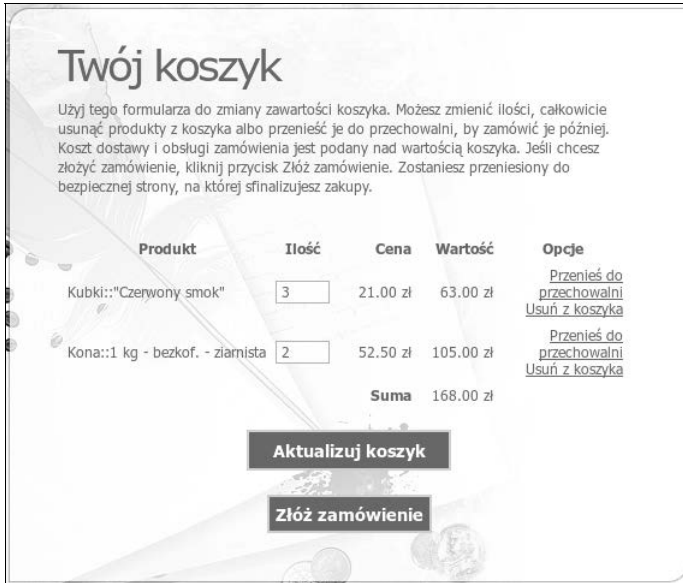 Twój koszyk
Użyj tego formularza do zmiany zawartości koszyka. Możesz zmienić ilości, całkowicie
usunąć produkty z koszyka albo przenieść je do przechowalni, by zamówić je później.
Koszt dostawy i obsługi zamówienia jest podany nad wartością koszyka. Jeśli chcesz
złożyć zamówienie, kliknij przycisk Złóż zamówienie. Zostaniesz przeniesiony do
bezpiecznej strony, na której sfinalizujesz zakupy.
Produkt Ilość Cena Wartość Opcje
Kubki::"Czerwony smok" 3 21.00 zł 63.00 zł Przenieś do
przechowalni
Usuń z koszyka
Kona::1 kg - bezkof. - ziarnista 2 52.50 zł 105.00 zł Przenieś do
przechowalni
Usuń z koszyka
Suma 168.00 zł
Aktualizuj koszyk
Złóż zamówienie